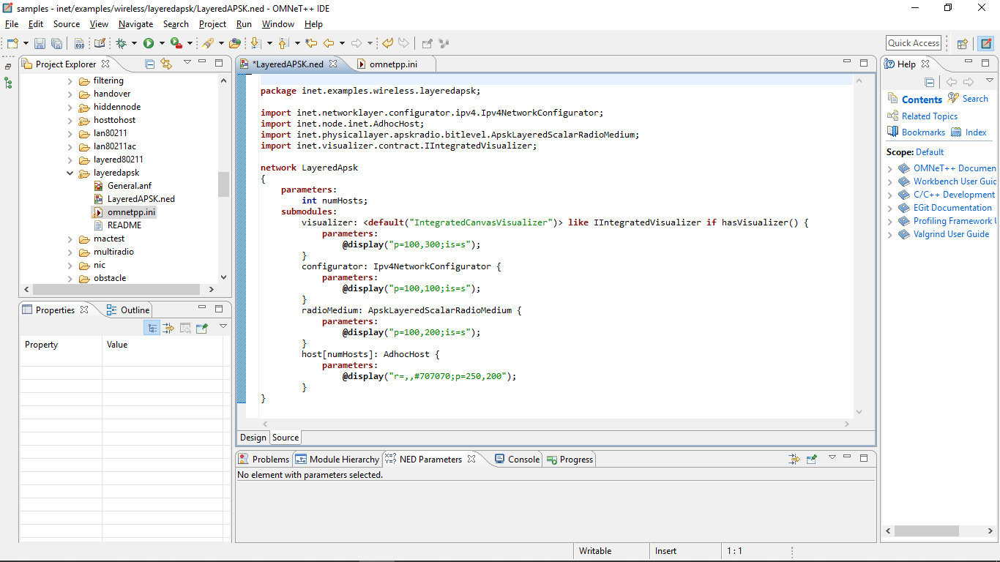 samples - inet/examples/wireless/layeredapsk/LayeredAPSK.ned - OMNeT++ IDE
File Edit Source View Navigate Search Project Run Window Help
Quick Access
Project Explorer
filtering
handover
hiddennode
hosttohost
lan80211
lan80211ac
layered80211
layeredapsk
General.anf
LayeredAPSK.ned
omnetpp.ini
README
mactest
multiradio
nic
obstacle
Properties Outline
Property Value
*LayeredAPSK.ned omnetpp.ini
package inet.examples.wireless.layeredapsk;
import inet.networklayer.configurator.ipv4.Ipv4NetworkConfigurator;
import inet.node.inet.AdhocHost;
import inet.physicallayer.apskradio.bitlevel.ApskLayeredScalarRadioMedium;
import inet.visualizer.contract.IIntegratedVisualizer;
network LayeredApsk
{
parameters:
int numHosts;
submodules:
visualizer: <default("IntegratedCanvasVisualizer")> like IIntegratedVisualizer if hasVisualizer() {
parameters:
@display("p=100,300;is=s");
}
configurator: Ipv4NetworkConfigurator {
parameters:
@display("p=100,100;is=s");
}
radioMedium: ApskLayeredScalarRadioMedium {
parameters:
@display("p=100,200;is=s");
}
host[numHosts]: AdhocHost {
parameters:
@display("r=,,#707070;p=250,200");
}
}
Design Source
Problems Module Hierarchy NED Parameters Console Progress
No element with parameters selected.
Help
Contents Search
Related Topics
Bookmarks Index
Scope: Default
OMNeT++ Documen
Workbench User Guid
C/C++ Development
EGit Documentation
Profiling Framework U
Valgrind User Guide
Writable Insert 1 : 1